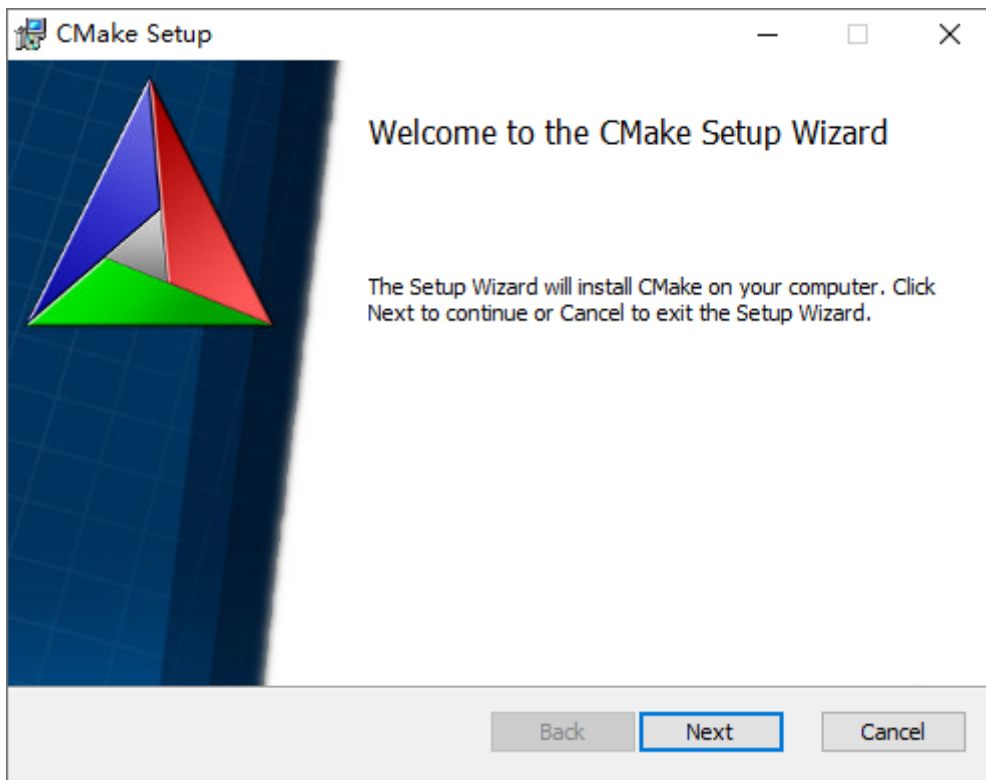 CMake Setup
Welcome to the CMake Setup Wizard
The Setup Wizard will install CMake on your computer. Click
Next to continue or Cancel to exit the Setup Wizard.
Back
Next
Cancel